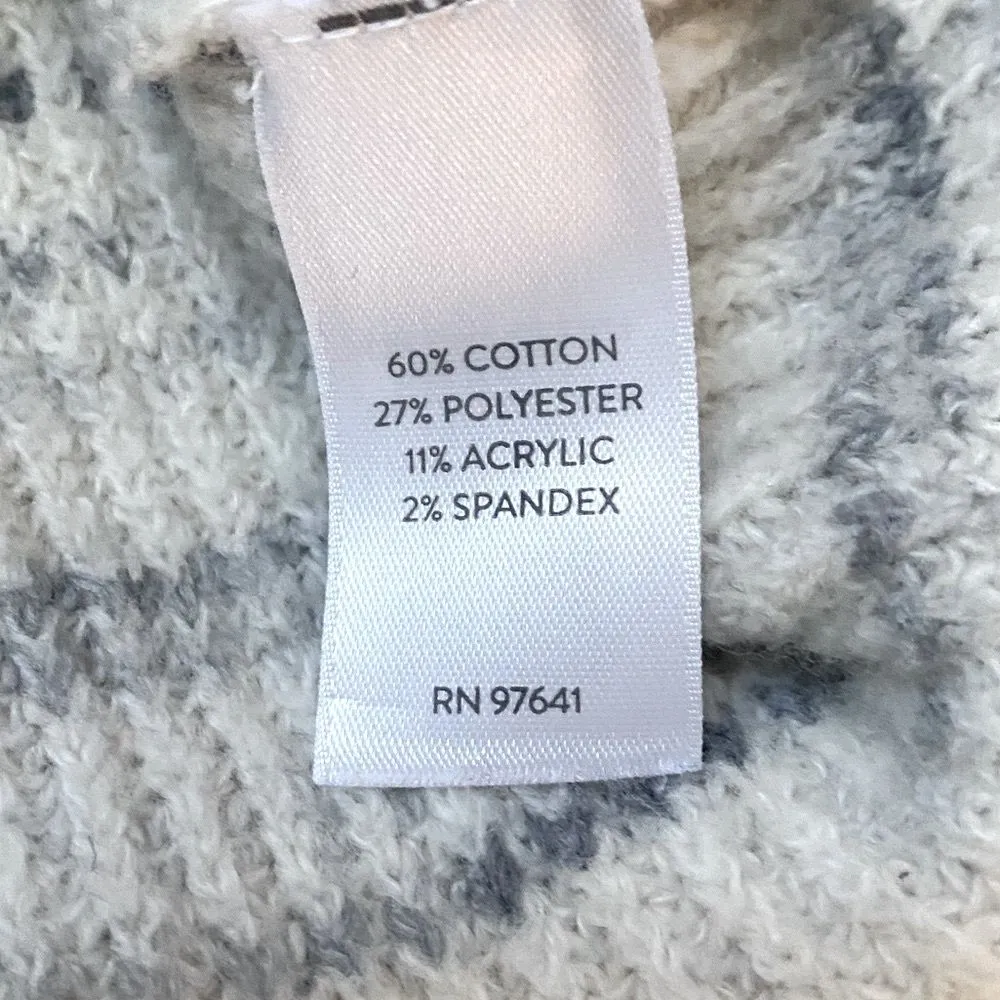 60% COTTON
27% POLYESTER
11% ACRYLIC
2% SPANDEX
RN 97641